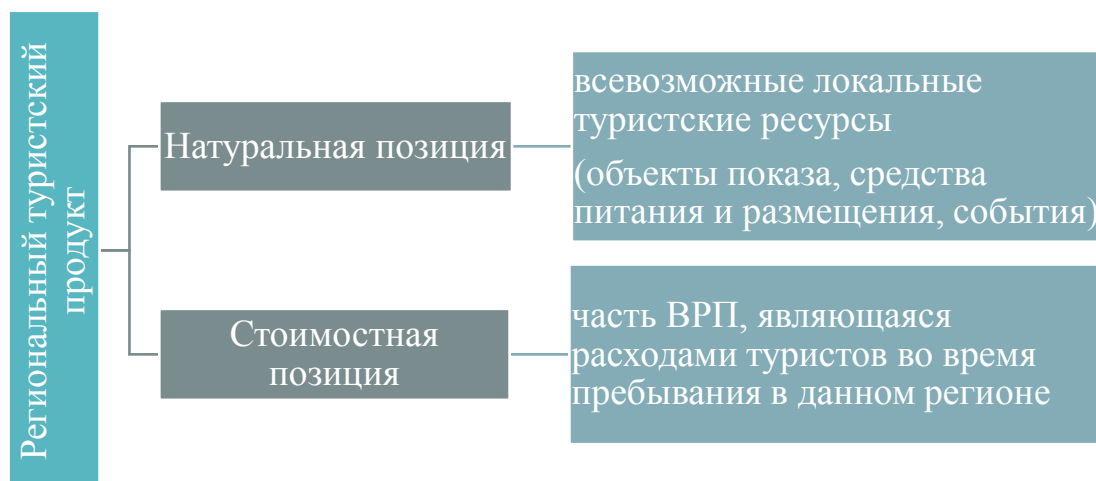 Региональный туристский
продукт
Натуральная позиция
всевозможные локальные
туристские ресурсы
(объекты показа, средства
питания и размещения, события)
Стоимостная
позиция
часть ВРП, являющаяся
расходами туристов во время
пребывания в данном регионе